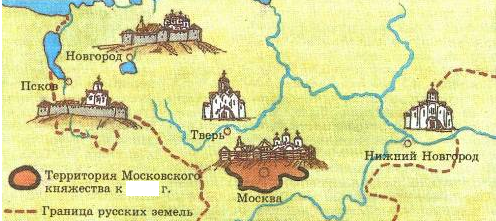 Новгород
Псков
Тверь
Нижний Новгород
Москва
Территория Московского
княжества к г.
Граница русских земель